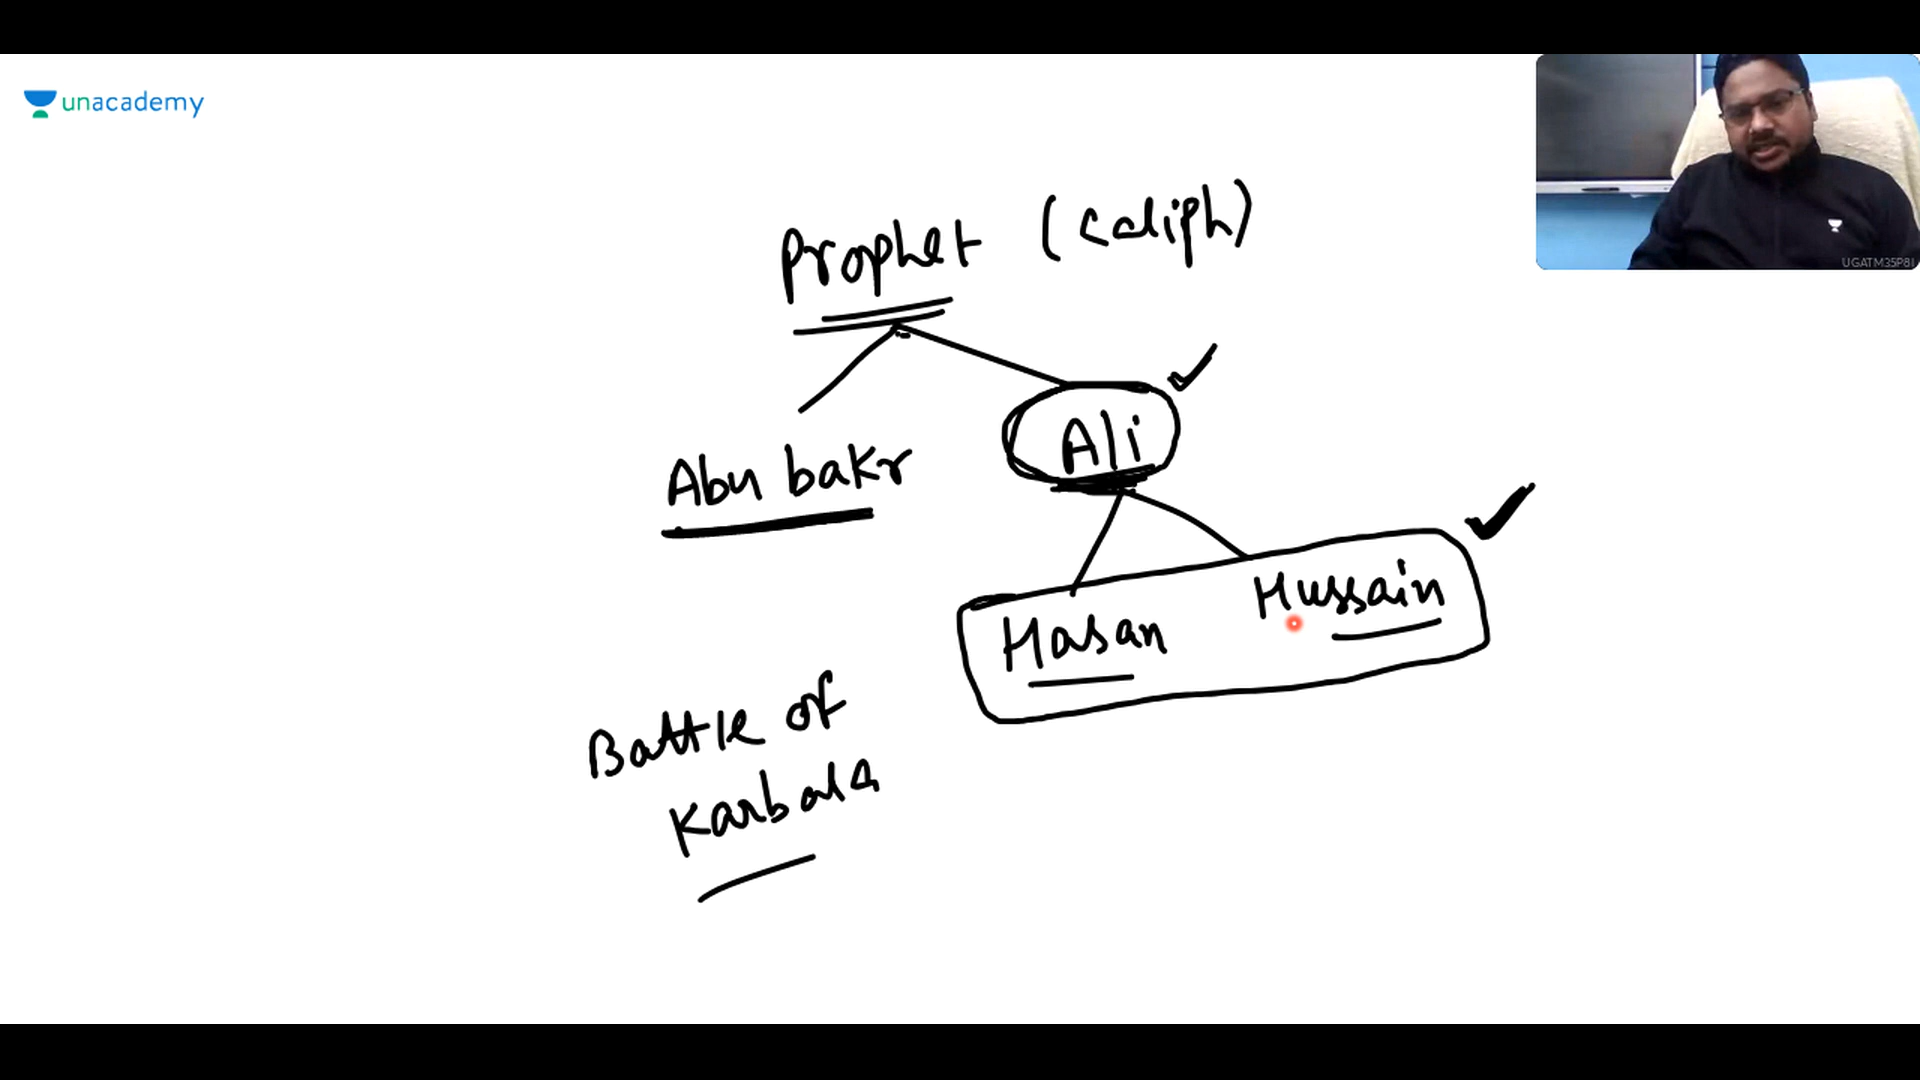 unacademy
UGATM35P8I
Prophet (Caliph)
Ali
Abu bakr
Hussain
Hasan
Battle of
Karbala